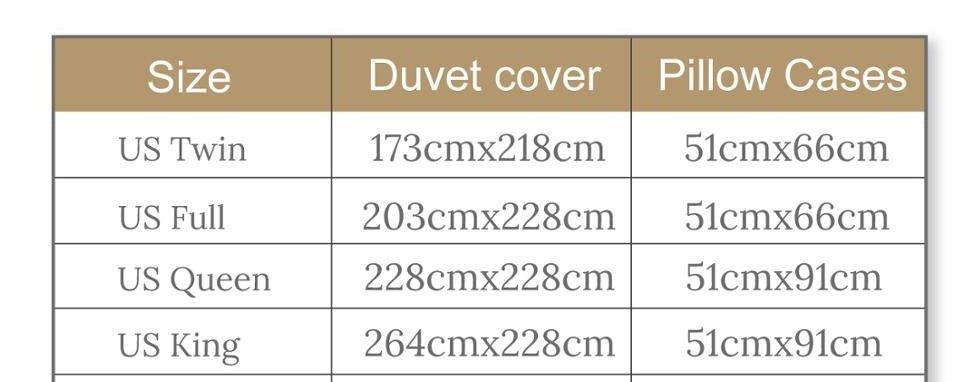 Size Duvet cover Pillow Cases
US Twin 173cmx218cm 51cmx66cm
US Full 203cmx228cm 51cmx66cm
US Queen 228cmx228cm 51cmx91cm
US King 264cmx228cm 51cmx91cm